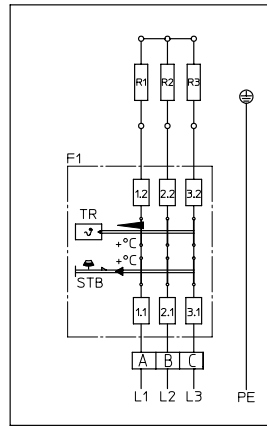 R1 R2 R3
F1
1.2 2.2 3.2
TR
ϑ
+°C
+°C
STB
1.1 2.1 3.1
A B C
L1 L2 L3 PE